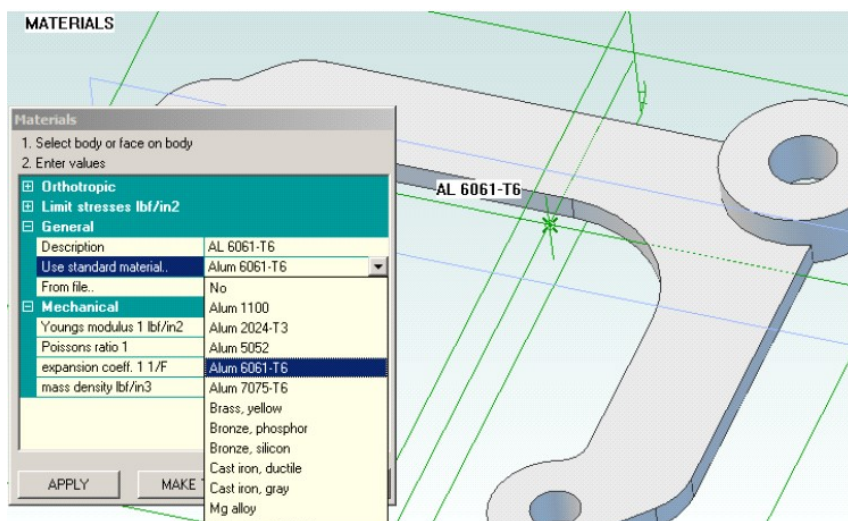 MATERIALS
Materials
1. Select body or face on body
2. Enter values
Orthotropic
Limit stresses lbf/in2
General
Description AL 6061-T6
Use standard material.. Alum 6061-T6
From file..
No
Alum 1100
Mechanical
Youngs modulus 1 lbf/in2
Alum 2024-T3
Poissons ratio 1
Alum 5052
expansion coeff. 1 1/F
Alum 6061-T6
mass density lbf/in3
Alum 7075-T6
Brass, yellow
Bronze, phosphor
Bronze, silicon
Cast iron, ductile
Cast iron, gray
Mg alloy
APPLY
MAKE
AL 6061-T6